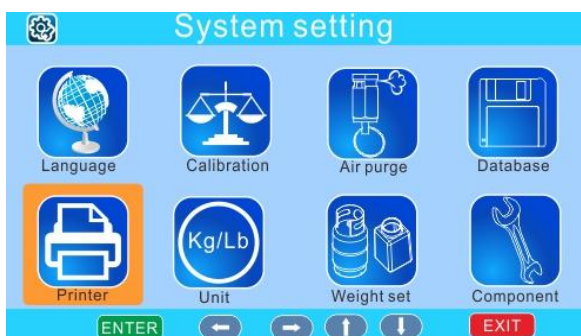 System setting
Language Calibration Air purge Database
Kg/Lb
Printer Unit Weight set Component
ENTER EXIT